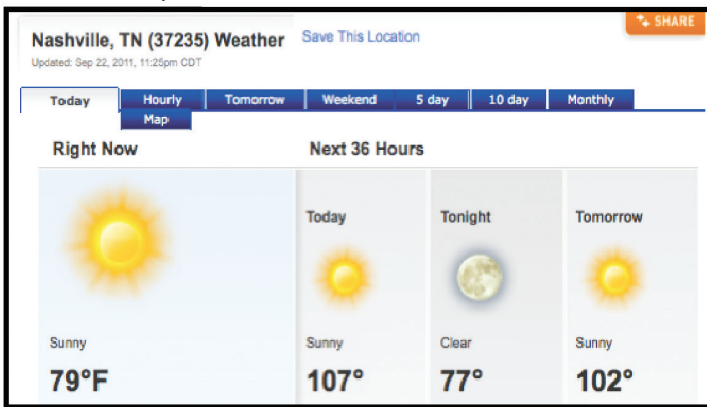 SHARE
Nashville, TN (37235) Weather Save This Location
Updated: Sep 22, 2011, 11:25pm CDT
Today Hourly Tomorrow Weekend 5 day 10 day Monthly
Map
Right Now Next 36 Hours
Today Tonight Tomorrow
Sunny Sunny Clear Sunny
79°F 107° 77° 102°